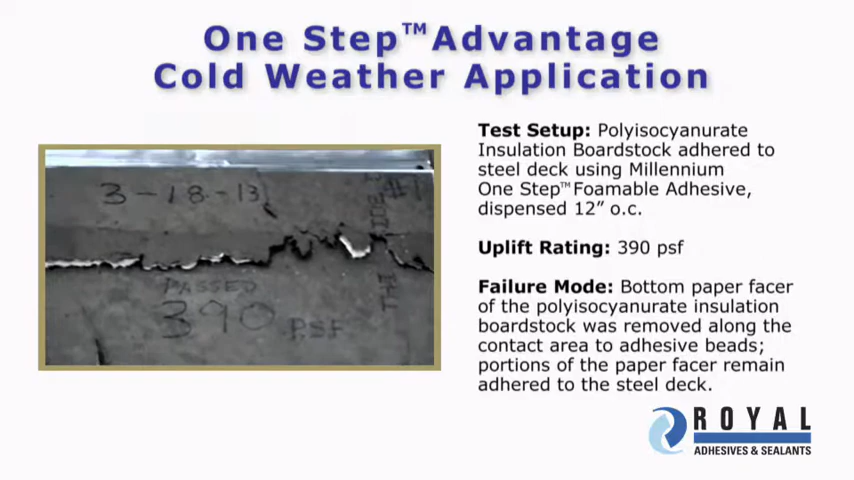 One Step™ Advantage
Cold Weather Application
Test Setup: Polyisocyanurate
Insulation Boardstock adhered to
steel deck using Millennium
One Step™ Foamable Adhesive,
dispensed 12” o.c.
Uplift Rating: 390 psf
Failure Mode: Bottom paper facer
of the polyisocyanurate insulation
boardstock was removed along the
contact area to adhesive beads;
portions of the paper facer remain
adhered to the steel deck.
3-18-13
PASSED
390 PSF
ROYAL
ADHESIVES & SEALANTS